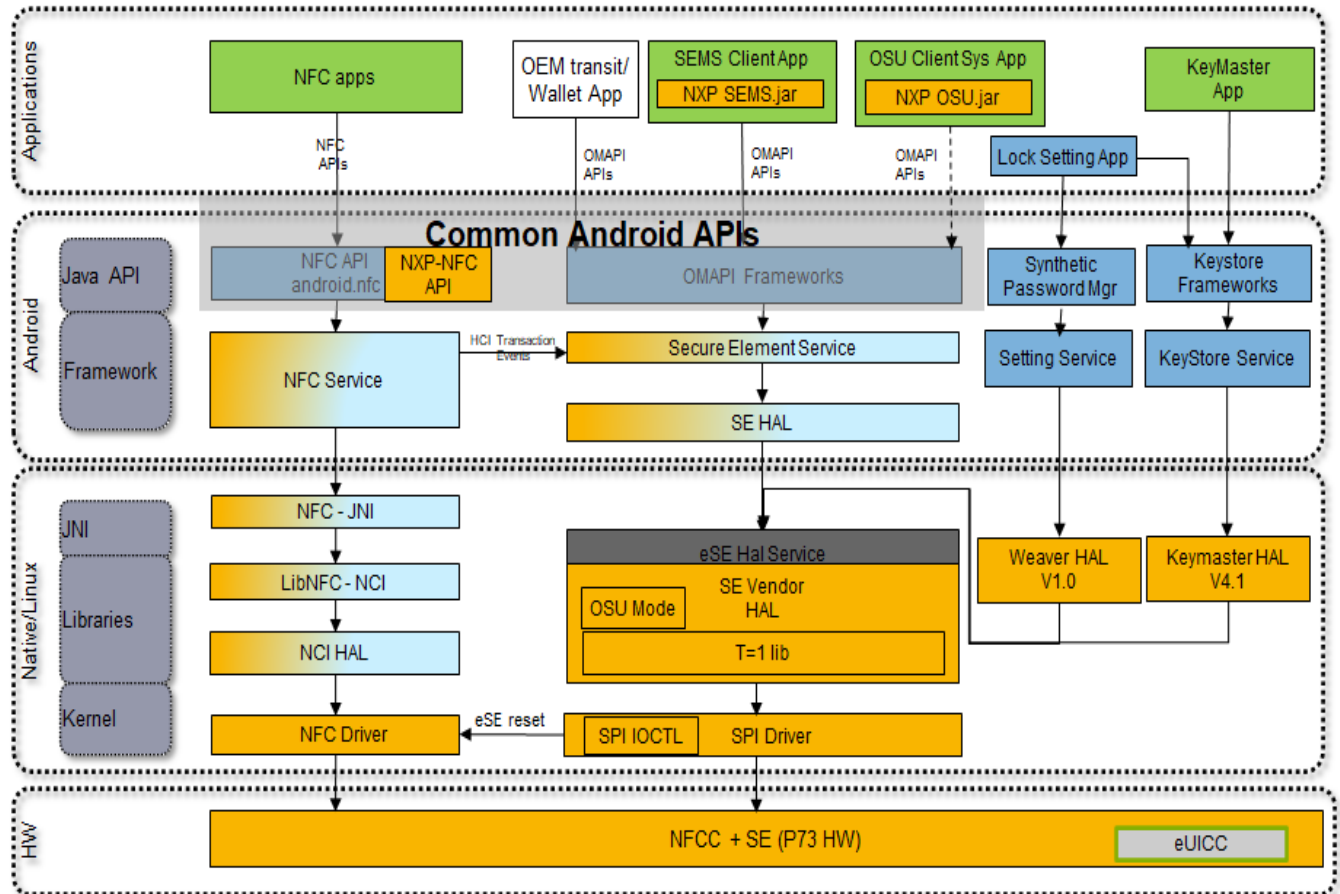 Applications
NFC apps
OEM transit/
Wallet App
SEMS Client App
NXP SEMS.jar
OSU Client Sys App
NXP OSU.jar
KeyMaster
App
NFC
APIs
OMAPI
APIs
OMAPI
APIs
OMAPI
APIs
Lock Setting App
Common Android APIs
Android
Java API
NFC API
android.nfc
NXP-NFC
API
OMAPI Frameworks
Synthetic
Password Mgr
Keystore
Frameworks
Framework
NFC Service
HCI Transaction
Events
Secure Element Service
Setting Service
KeyStore Service
SE HAL
Native/Linux
JNI
NFC - JNI
eSE Hal Service
Weaver HAL
V1.0
Keymaster HAL
V4.1
Libraries
LibNFC - NCI
SE Vendor
HAL
OSU Mode
NCI HAL
T=1 lib
Kernel
NFC Driver
eSE reset
SPI IOCTL
SPI Driver
HW
NFCC + SE (P73 HW)
eUICC